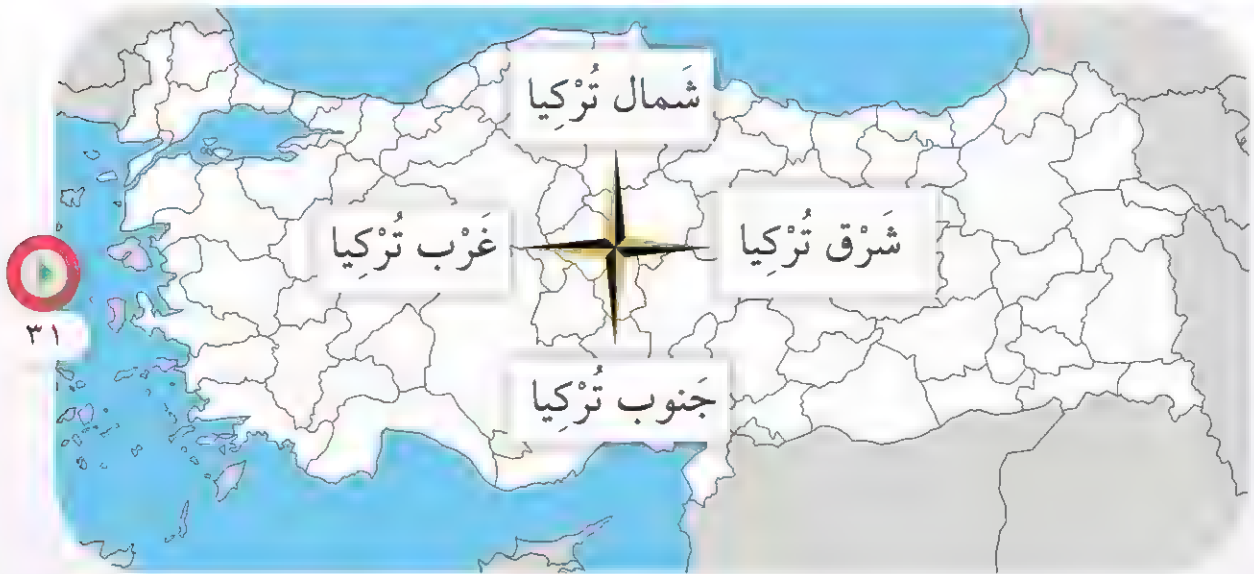 شَمال تُرْكِيا
شَرْق تُرْكِيا
غَرْب تُرْكِيا
جَنوب تُرْكِيا
٣١